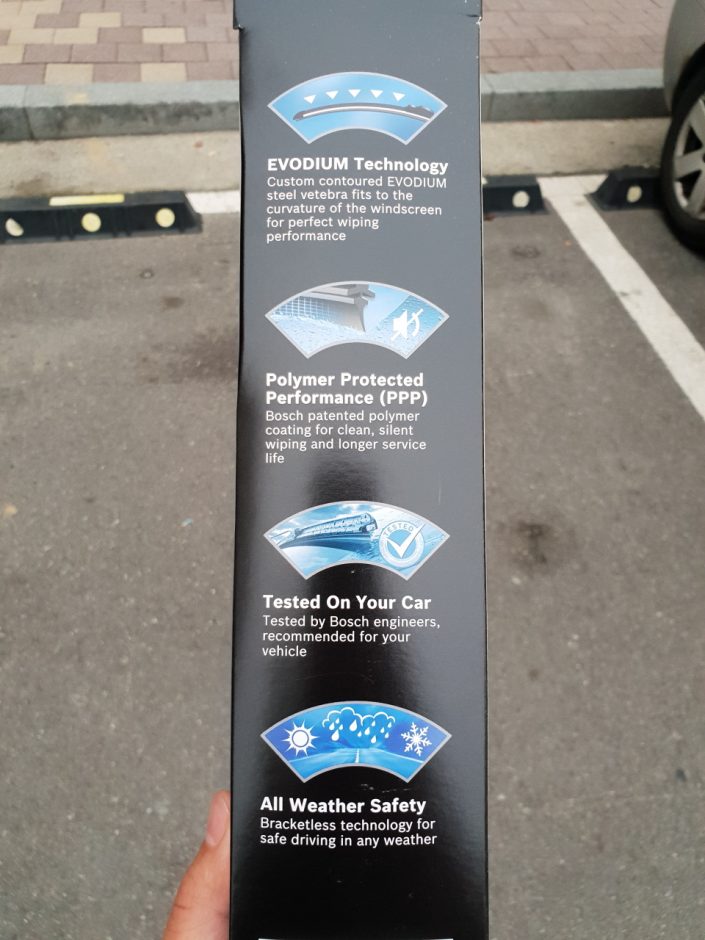 EVODIUM Technology
Custom contoured EVODIUM
steel vetebra fits to the
curvature of the windscreen
for perfect wiping
performance
Polymer Protected
Performance (PPP)
Bosch patented polymer
coating for clean, silent
wiping and longer service
life
TESTED
Tested On Your Car
Tested by Bosch engineers,
recommended for your
vehicle
All Weather Safety
Bracketless technology for
safe driving in any weather